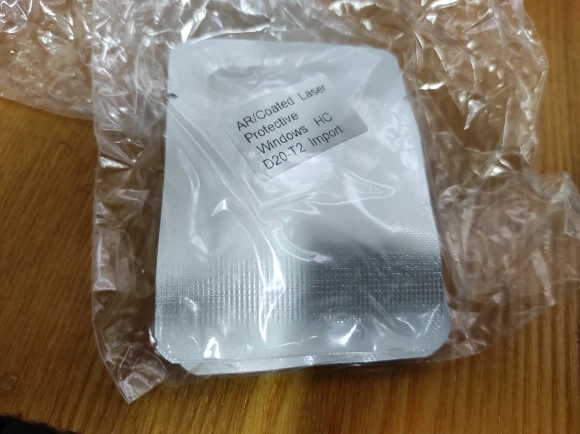 AR/Coated Laser
Protective
Windows HC
D20-T2 Import